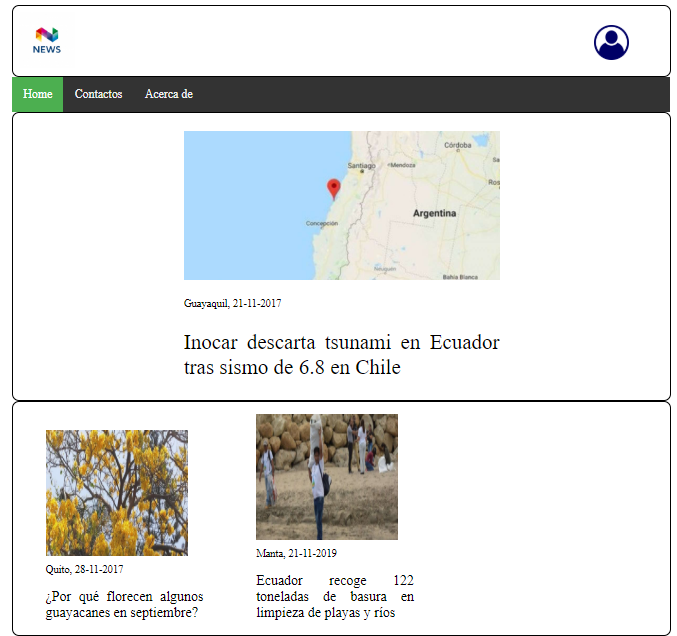 NEWS
Home Contactos Acerca de
Córdoba
Santiago
Mendoza
Ros
Concepción
Argentina
Bahía Blanca
Guayaquil, 21-11-2017
Inocar descarta tsunami en Ecuador
tras sismo de 6.8 en Chile
Quito, 28-11-2017
¿Por qué florecen algunos
guayacanes en septiembre?
Manta, 21-11-2019
Ecuador recoge 122
toneladas de basura en
limpieza de playas y ríos